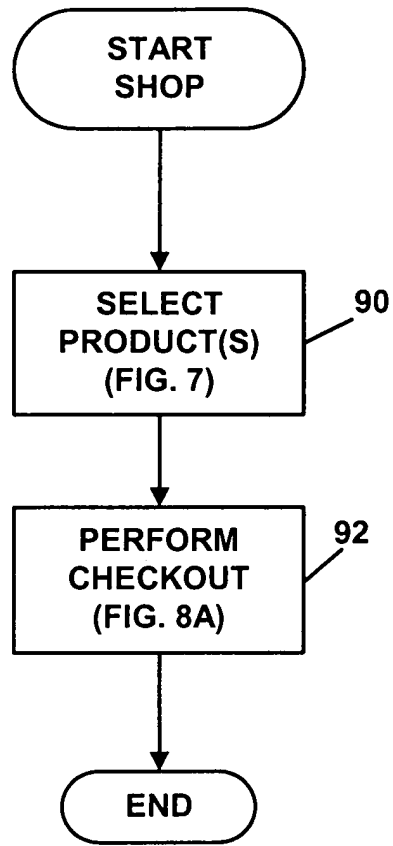 START
SHOP
SELECT
PRODUCT(S)
(FIG. 7)
90
PERFORM
CHECKOUT
(FIG. 8A)
92
END